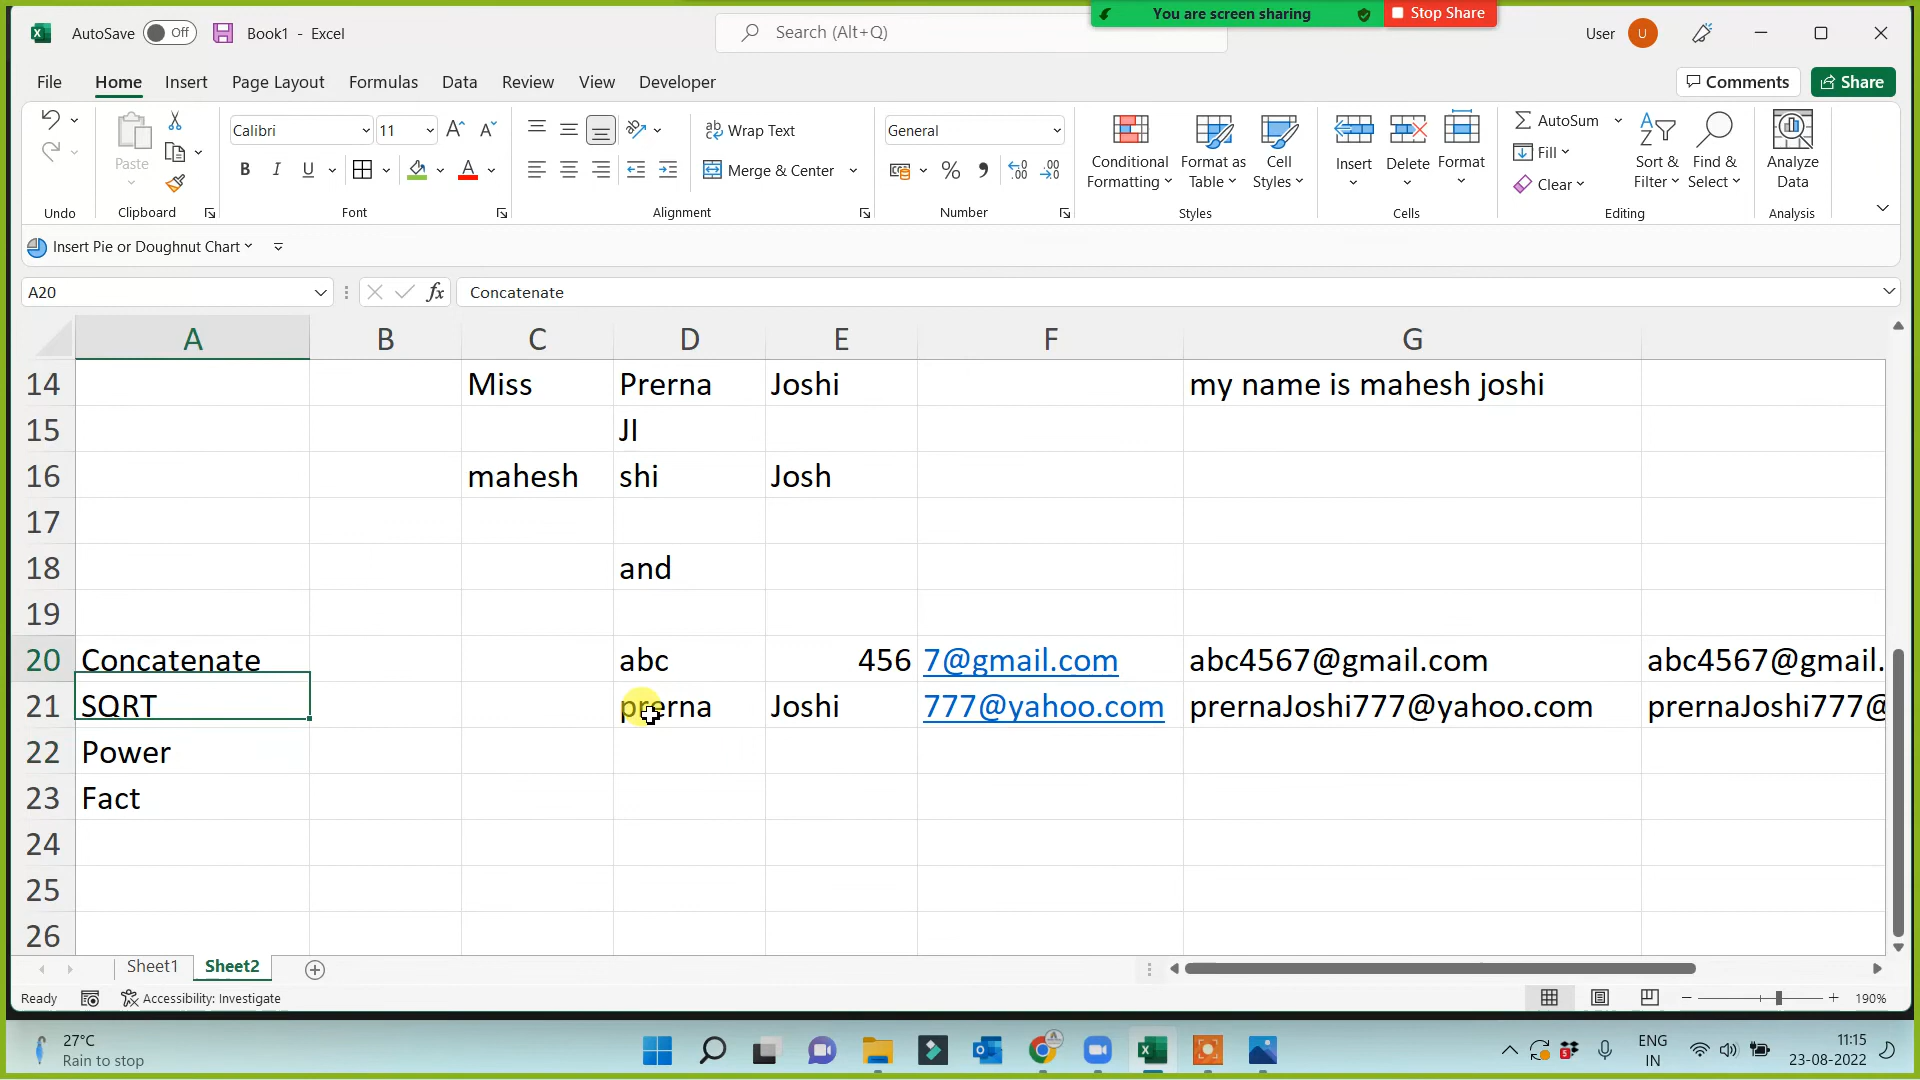 You are screen sharing
Stop Share
AutoSave Off Book1 - Excel
Search (Alt+Q)
User U
File Home Insert Page Layout Formulas Data Review View Developer
Comments Share
Calibri 11
Wrap Text
General
AutoSum
Paste
B I U
Merge & Center
Conditional Formatting
Format as Table
Cell Styles
Insert Delete Format
Fill
Clear
Sort & Filter
Find & Select
Analyze Data
Undo Clipboard Font Alignment Number Styles Cells Editing Analysis
Insert Pie or Doughnut Chart
A20 fx Concatenate
A B C D E F G
14 Miss Prerna Joshi my name is mahesh joshi
15 JI
16 mahesh shi Josh
17
18 and
19
20 Concatenate abc 456 7@gmail.com abc4567@gmail.com abc4567@gmail.
21 SQRT prerna Joshi 777@yahoo.com prernaJoshi777@yahoo.com prernaJoshi777@
22 Power
23 Fact
24
25
26
Sheet1 Sheet2
Ready Accessibility: Investigate 190%
27°C
Rain to stop
ENG
IN
11:15
23-08-2022